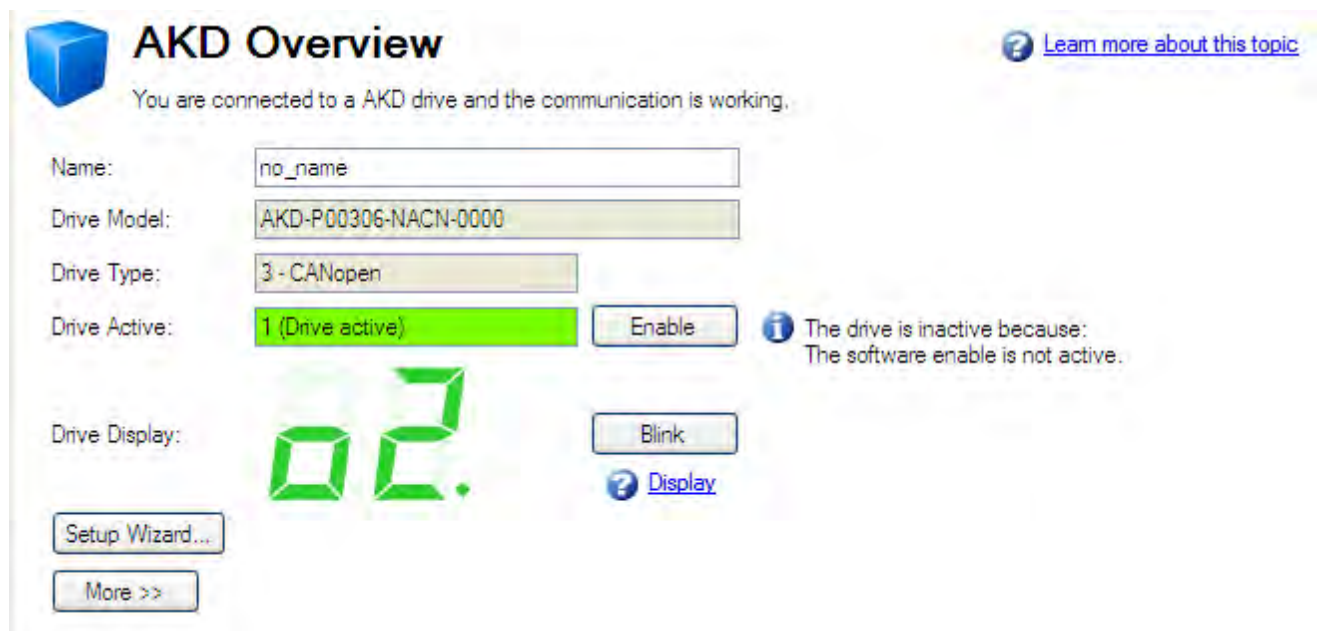 AKD Overview
Learn more about this topic
You are connected to a AKD drive and the communication is working.
Name: no_name
Drive Model: AKD-P00306-NACN-0000
Drive Type: 3 - CANopen
Drive Active: 1 (Drive active) Enable
The drive is inactive because:
The software enable is not active.
Drive Display: o2. Blink
Display
Setup Wizard...
More >>